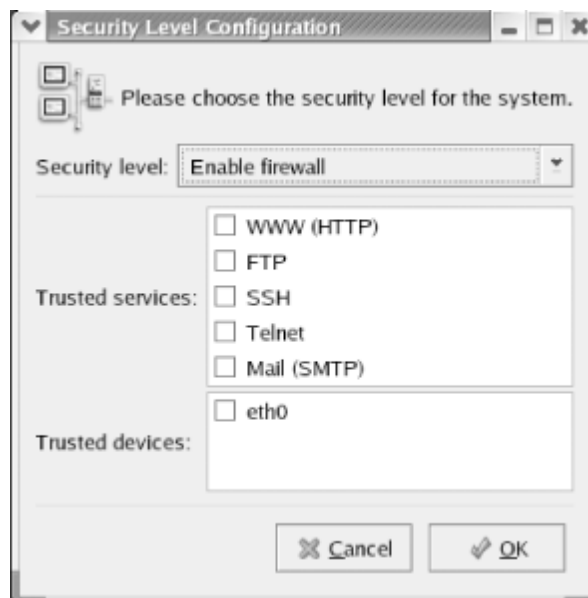 Security Level Configuration
Please choose the security level for the system.
Security level: Enable firewall
Trusted services:
WWW (HTTP)
FTP
SSH
Telnet
Mail (SMTP)
Trusted devices:
eth0
Cancel
OK